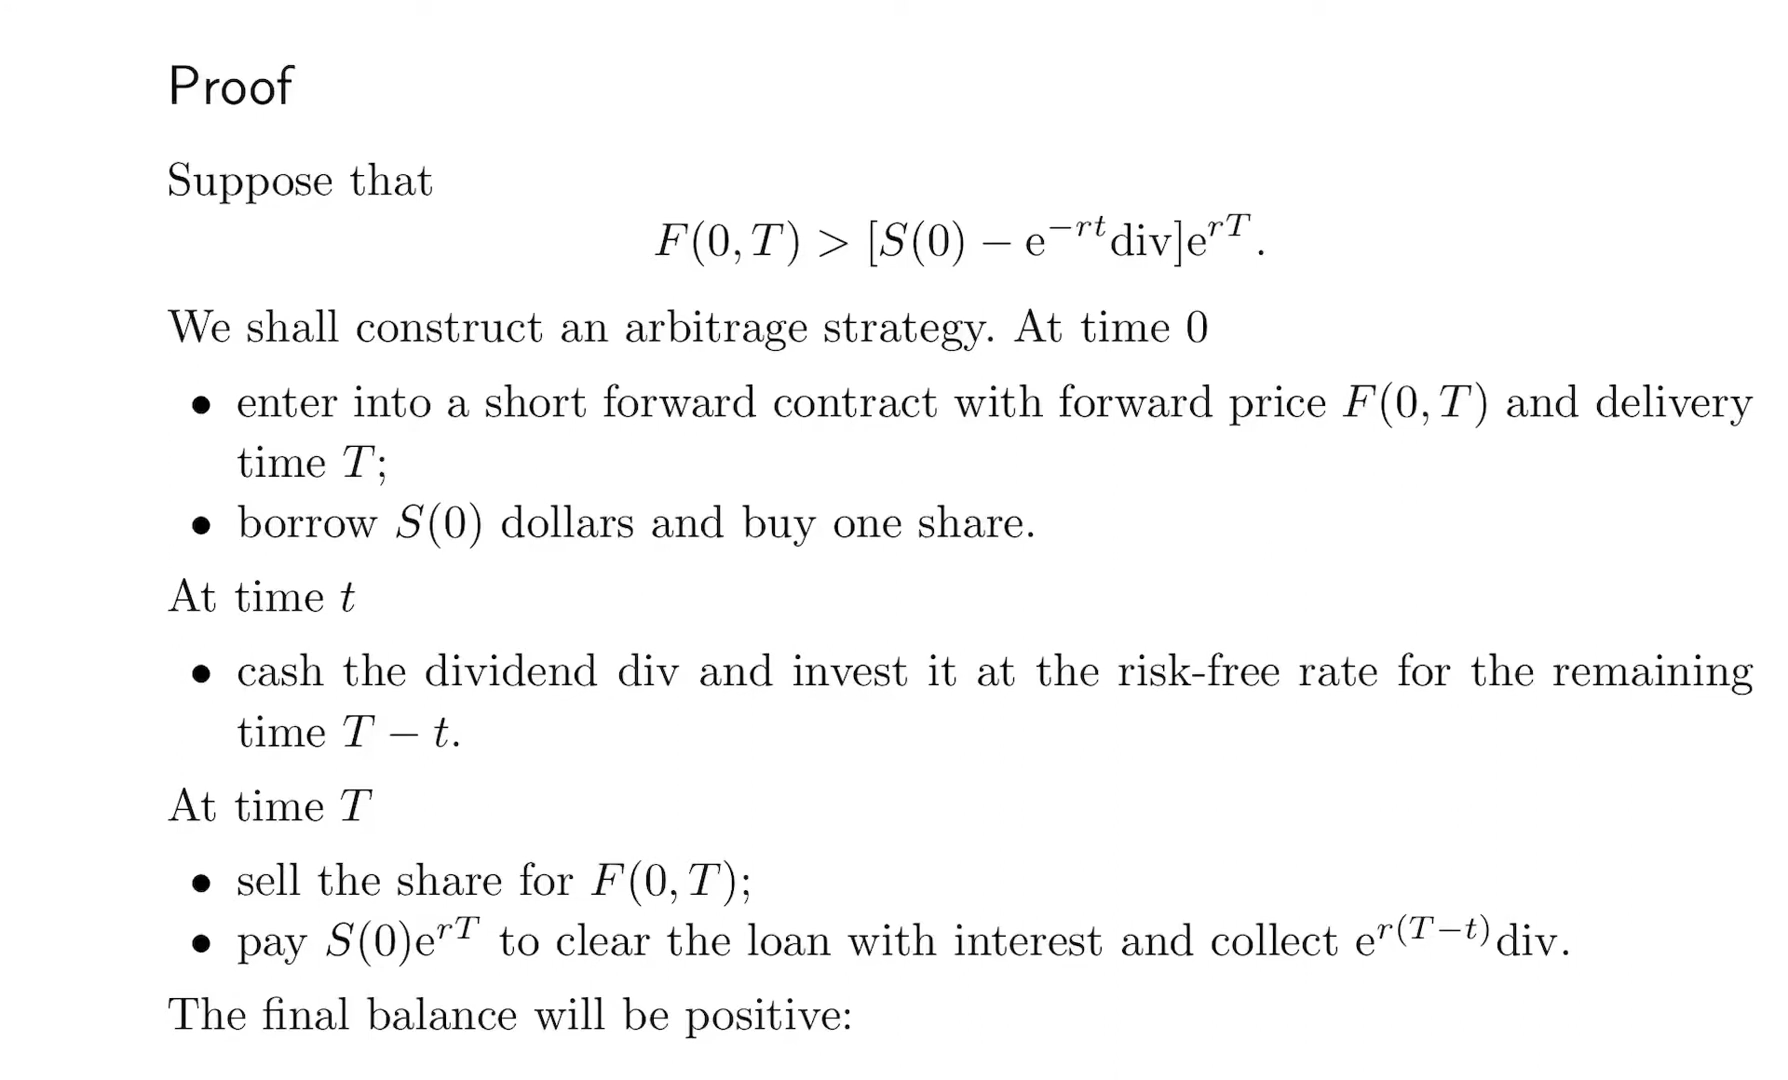 Proof
Suppose that
F(0, T) > [S(0) − e^{−rt}div]e^{rT}.
We shall construct an arbitrage strategy. At time 0
• enter into a short forward contract with forward price F(0, T) and delivery
time T;
• borrow S(0) dollars and buy one share.
At time t
• cash the dividend div and invest it at the risk-free rate for the remaining
time T − t.
At time T
• sell the share for F(0, T);
• pay S(0)e^{rT} to clear the loan with interest and collect e^{r(T−t)}div.
The final balance will be positive: